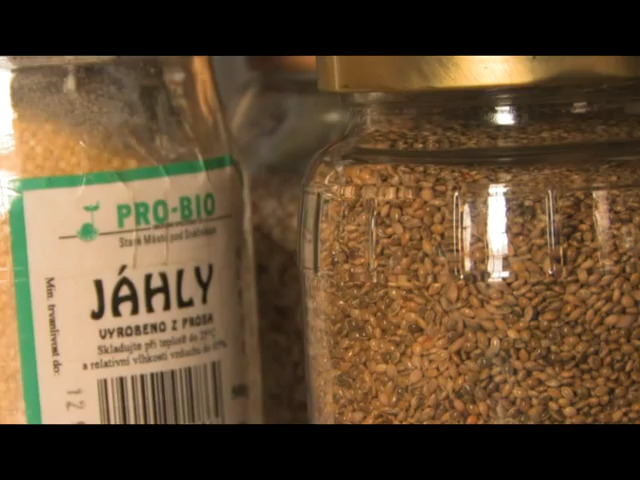 PRO-BIO
Staré Město pod Sněžníkem
JÁHLY
VYROBENO Z PROSA
Skladujte při teplotě do 25°C
a relativní vlhkosti vzduchu do
Min. trvanlivost do:
12